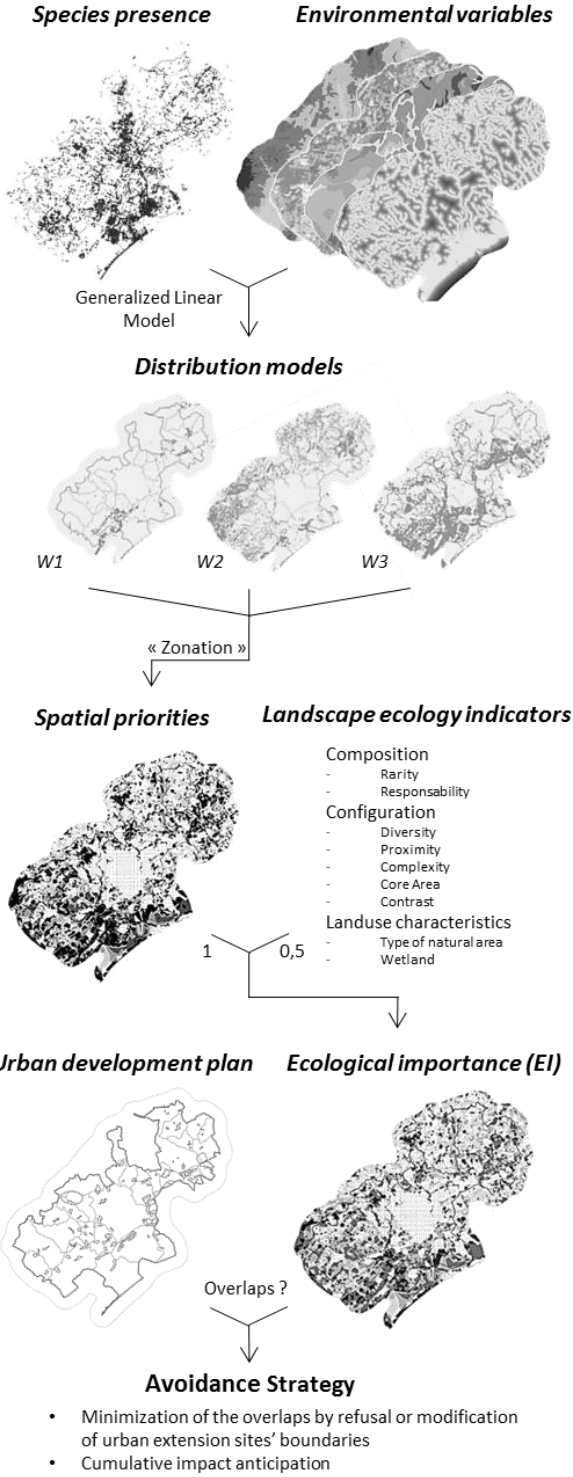 Species presence
Environmental variables
Generalized Linear
Model
Distribution models
W1
W2
W3
« Zonation »
Spatial priorities
Landscape ecology indicators
Composition
- Rarity
- Responsability
Configuration
- Diversity
- Proximity
- Complexity
- Core Area
- Contrast
Landuse characteristics
- Type of natural area
- Wetland
1
0,5
Urban development plan
Ecological importance (EI)
Overlaps ?
Avoidance Strategy
• Minimization of the overlaps by refusal or modification
of urban extension sites’ boundaries
• Cumulative impact anticipation